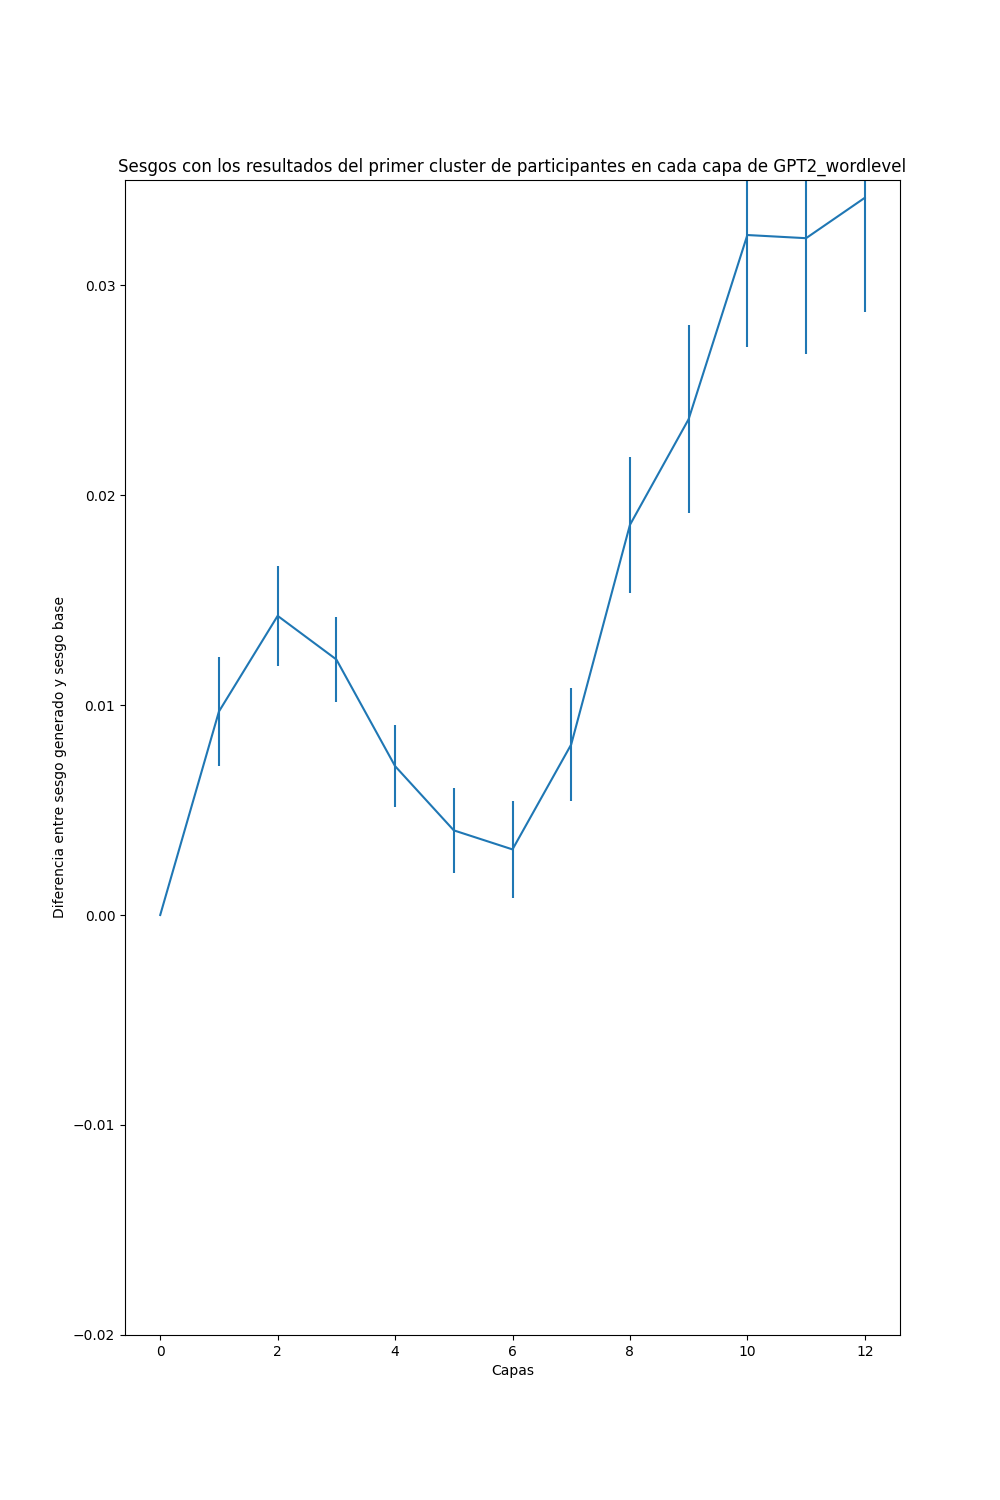 Sesgos con los resultados del primer cluster de participantes en cada capa de GPT2_wordlevel
Diferencia entre sesgo generado y sesgo base
0.03
0.02
0.01
0.00
−0.01
−0.02
0 2 4 6 8 10 12
Capas